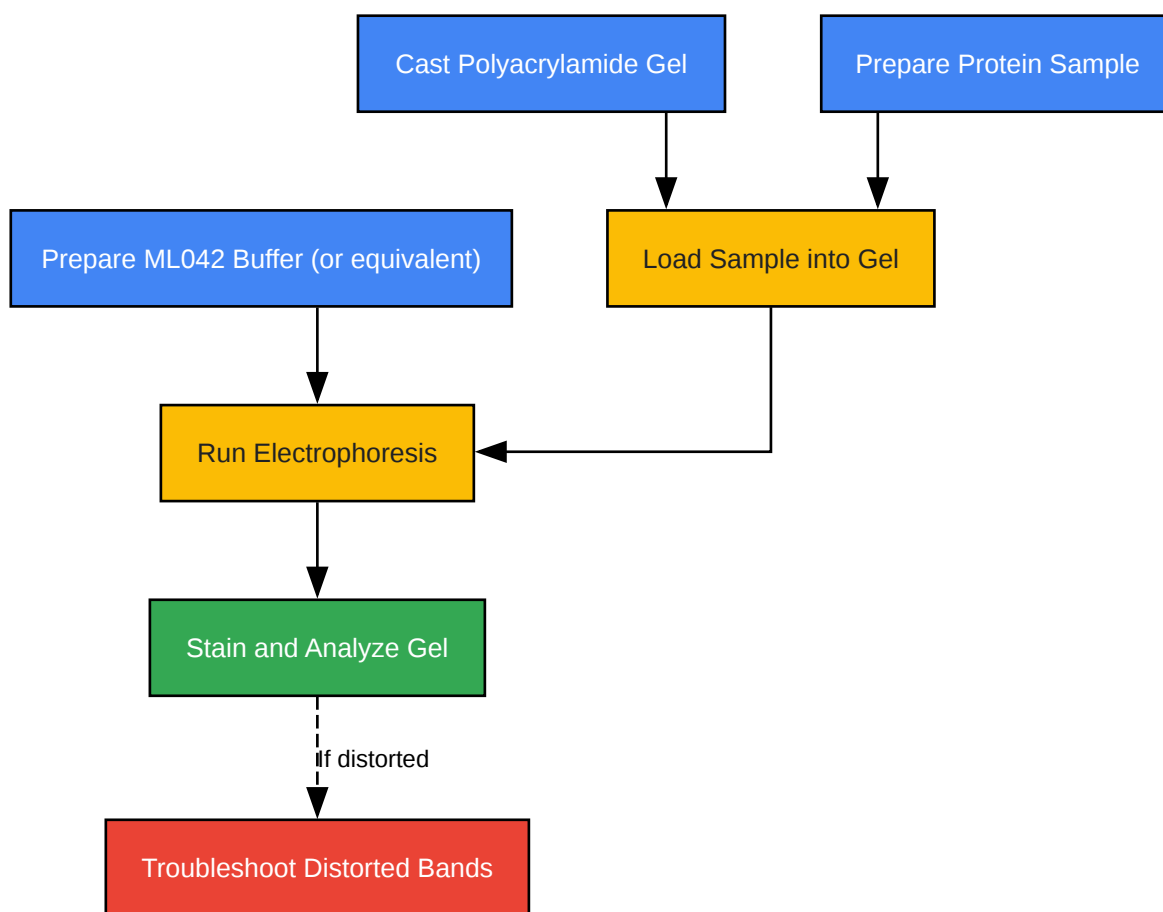 Cast Polyacrylamide Gel
Prepare Protein Sample
Prepare ML042 Buffer (or equivalent)
Load Sample into Gel
Run Electrophoresis
Stain and Analyze Gel
If distorted
Troubleshoot Distorted Bands